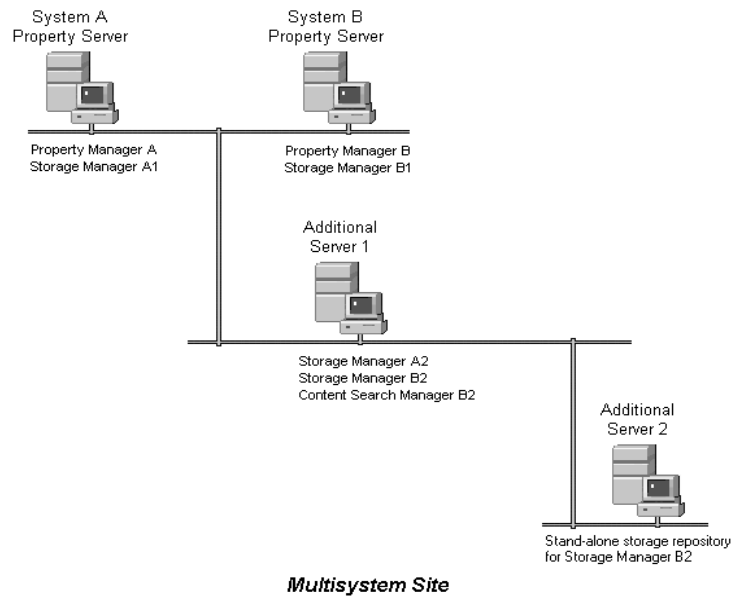 System A
Property Server
System B
Property Server
Property Manager A
Storage Manager A1
Property Manager B
Storage Manager B1
Additional
Server 1
Storage Manager A2
Storage Manager B2
Content Search Manager B2
Additional
Server 2
Stand-alone storage repository
for Storage Manager B2
Multisystem Site